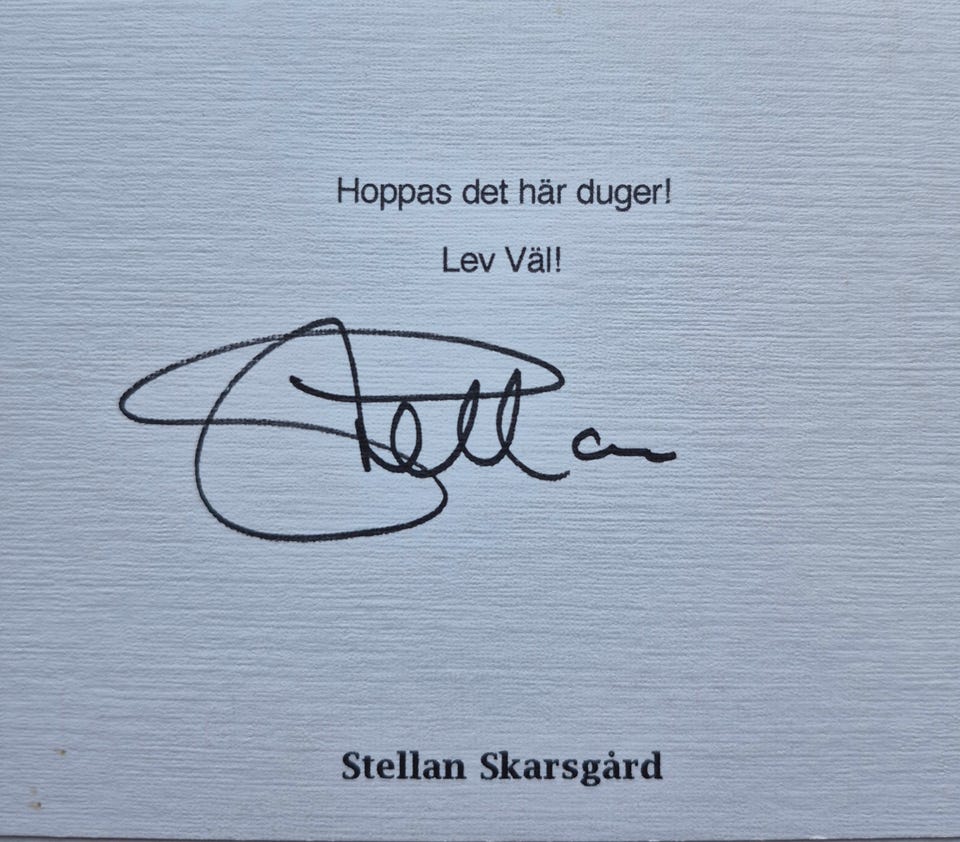 Hoppas det här duger!
Lev Väl!
Stellan
Stellan Skarsgård